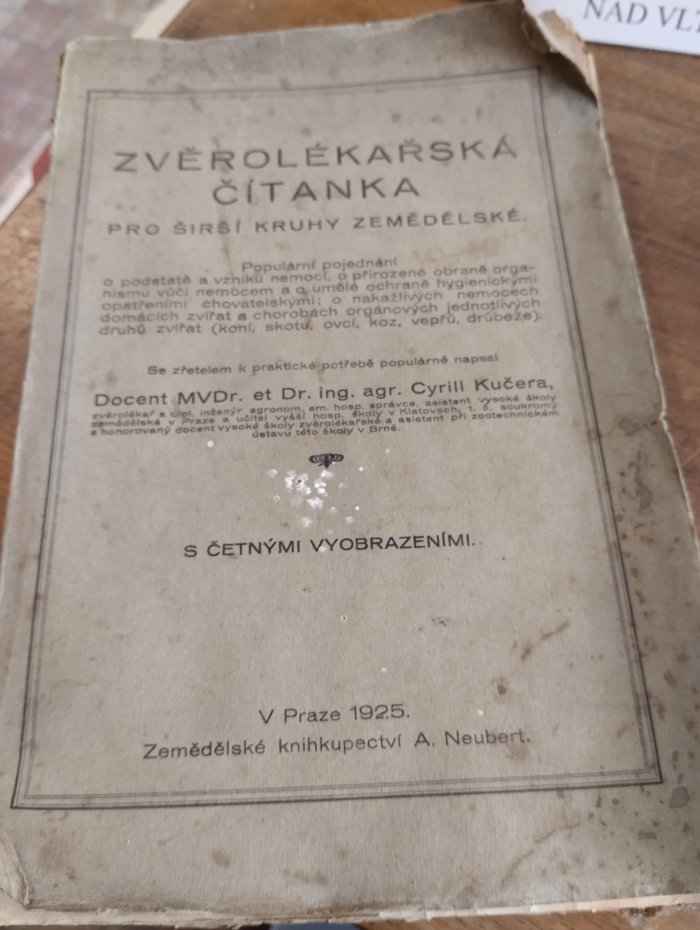 NAD VL
ZVĚROLÉKAŘSKÁ
ČÍTANKA
PRO ŠIRŠÍ KRUHY ZEMĚDĚLSKÉ.
Populární pojednání
o podstatě a vzniku nemocí, o přirozené obraně orga-
nismu vůči nemocem a o umělé ochraně hygienickými
opatřeními chovatelskými; o nakažlivých nemocech
domácích zvířat a chorobách orgánových jednotlivých
druhů zvířat (koní, skotu, ovcí, koz, vepřů, drůbeže).
Se zřetelem k praktické potřebě populárně napsal
Docent MVDr. et Dr. ing. agr. Cyrill Kučera,
zvěrolékař a dipl. inženýr agronom, em. hosp. správce, asistent vysoké školy
zemědělské v Praze a učitel vyšší hosp. školy v Klatovech, t. č. soukromý
a honorovaný docent vysoké školy zvěrolékařské a asistent při zootechnickém
ústavu této školy v Brně.
S ČETNÝMI VYOBRAZENÍMI.
V Praze 1925.
Zemědělské knihkupectví A. Neubert.